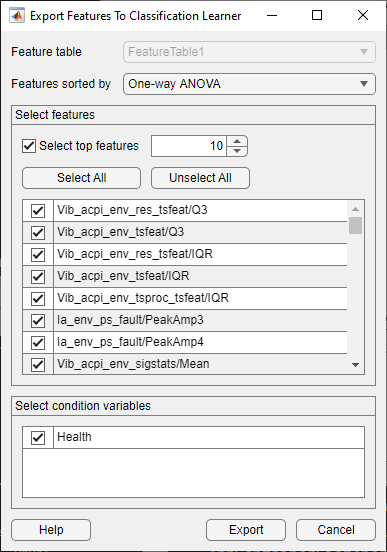 Export Features To Classification Learner
Feature table FeatureTable1
Features sorted by One-way ANOVA
Select features
Select top features 10
Select All Unselect All
Vib_acpi_env_res_tsfeat/Q3
Vib_acpi_env_tsfeat/Q3
Vib_acpi_env_res_tsfeat/IQR
Vib_acpi_env_tsfeat/IQR
Vib_acpi_env_tsproc_tsfeat/IQR
Ia_env_ps_fault/PeakAmp3
Ia_env_ps_fault/PeakAmp4
Vib_acpi_env_sigstats/Mean
Select condition variables
Health
Help Export Cancel